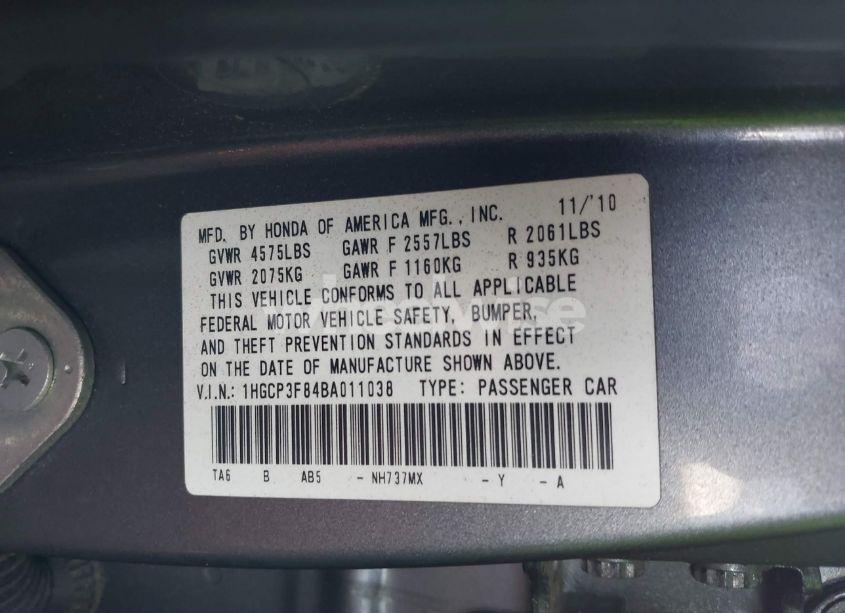 MFD. BY HONDA OF AMERICA MFG., INC. 11/'10
GVWR 4575LBS GAWR F 2557LBS R 2061LBS
GVWR 2075KG GAWR F 1160KG R 935KG
THIS VEHICLE CONFORMS TO ALL APPLICABLE
FEDERAL MOTOR VEHICLE SAFETY, BUMPER,
AND THEFT PREVENTION STANDARDS IN EFFECT
ON THE DATE OF MANUFACTURE SHOWN ABOVE.
V.I.N.: 1HGCP3F84BA011038 TYPE: PASSENGER CAR
TA6 B AB5 - NH737MX - Y - A